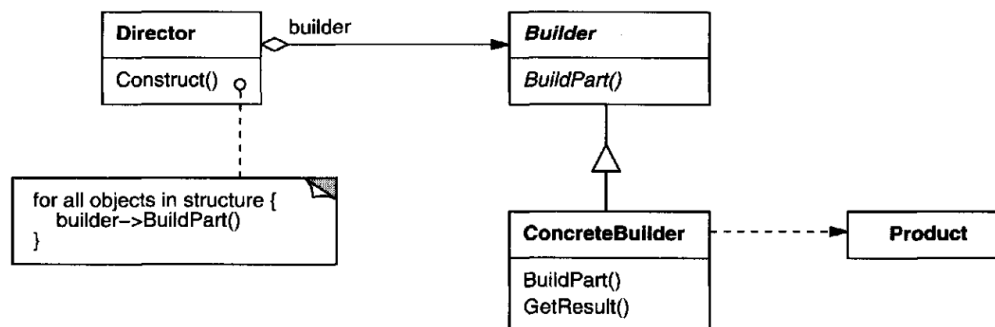 Director
Construct()
builder
Builder
BuildPart()
for all objects in structure {
builder->BuildPart()
}
ConcreteBuilder
BuildPart()
GetResult()
Product